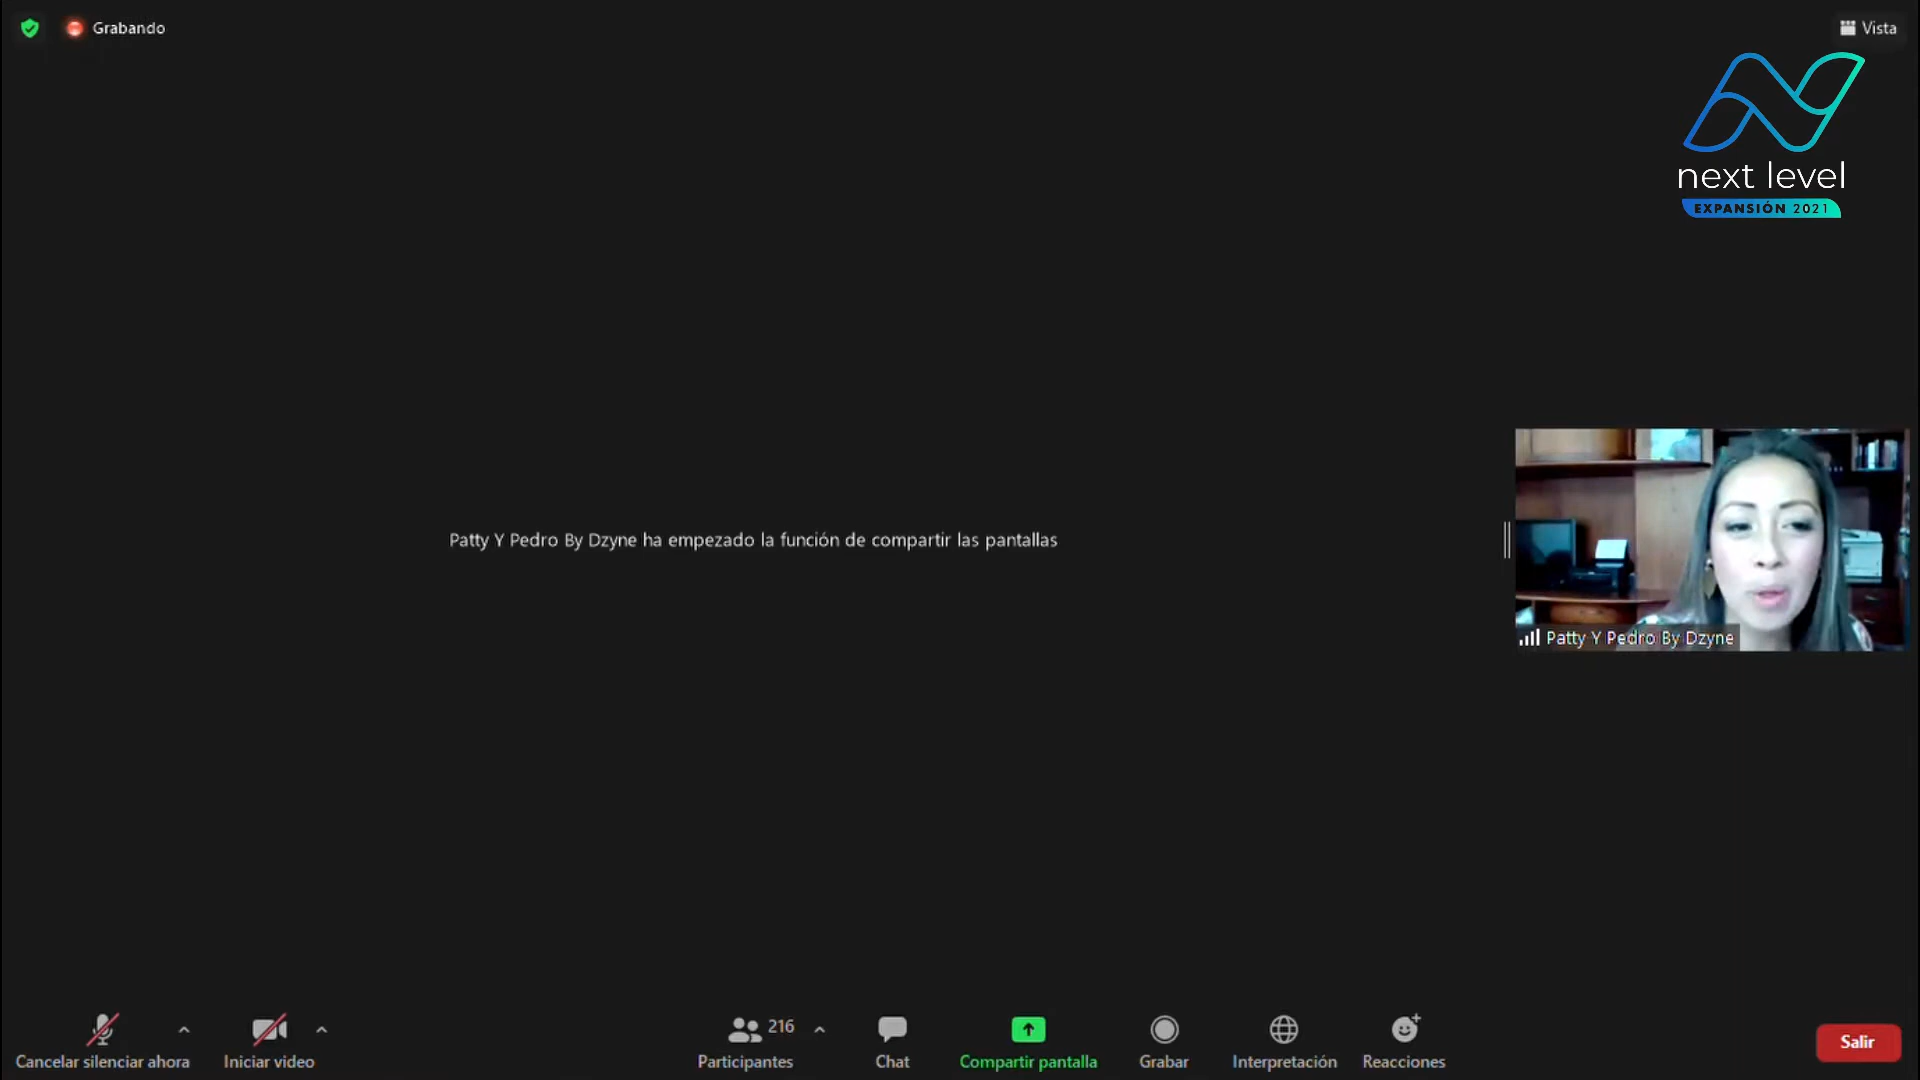 Grabando
Vista
next level
EXPANSIÓN 2021
Patty Y Pedro By Dzyne ha empezado la función de compartir las pantallas
Patty Y Pedro By Dzyne
216
Cancelar silenciar ahora
Iniciar video
Participantes
Chat
Compartir pantalla
Grabar
Interpretación
Reacciones
Salir